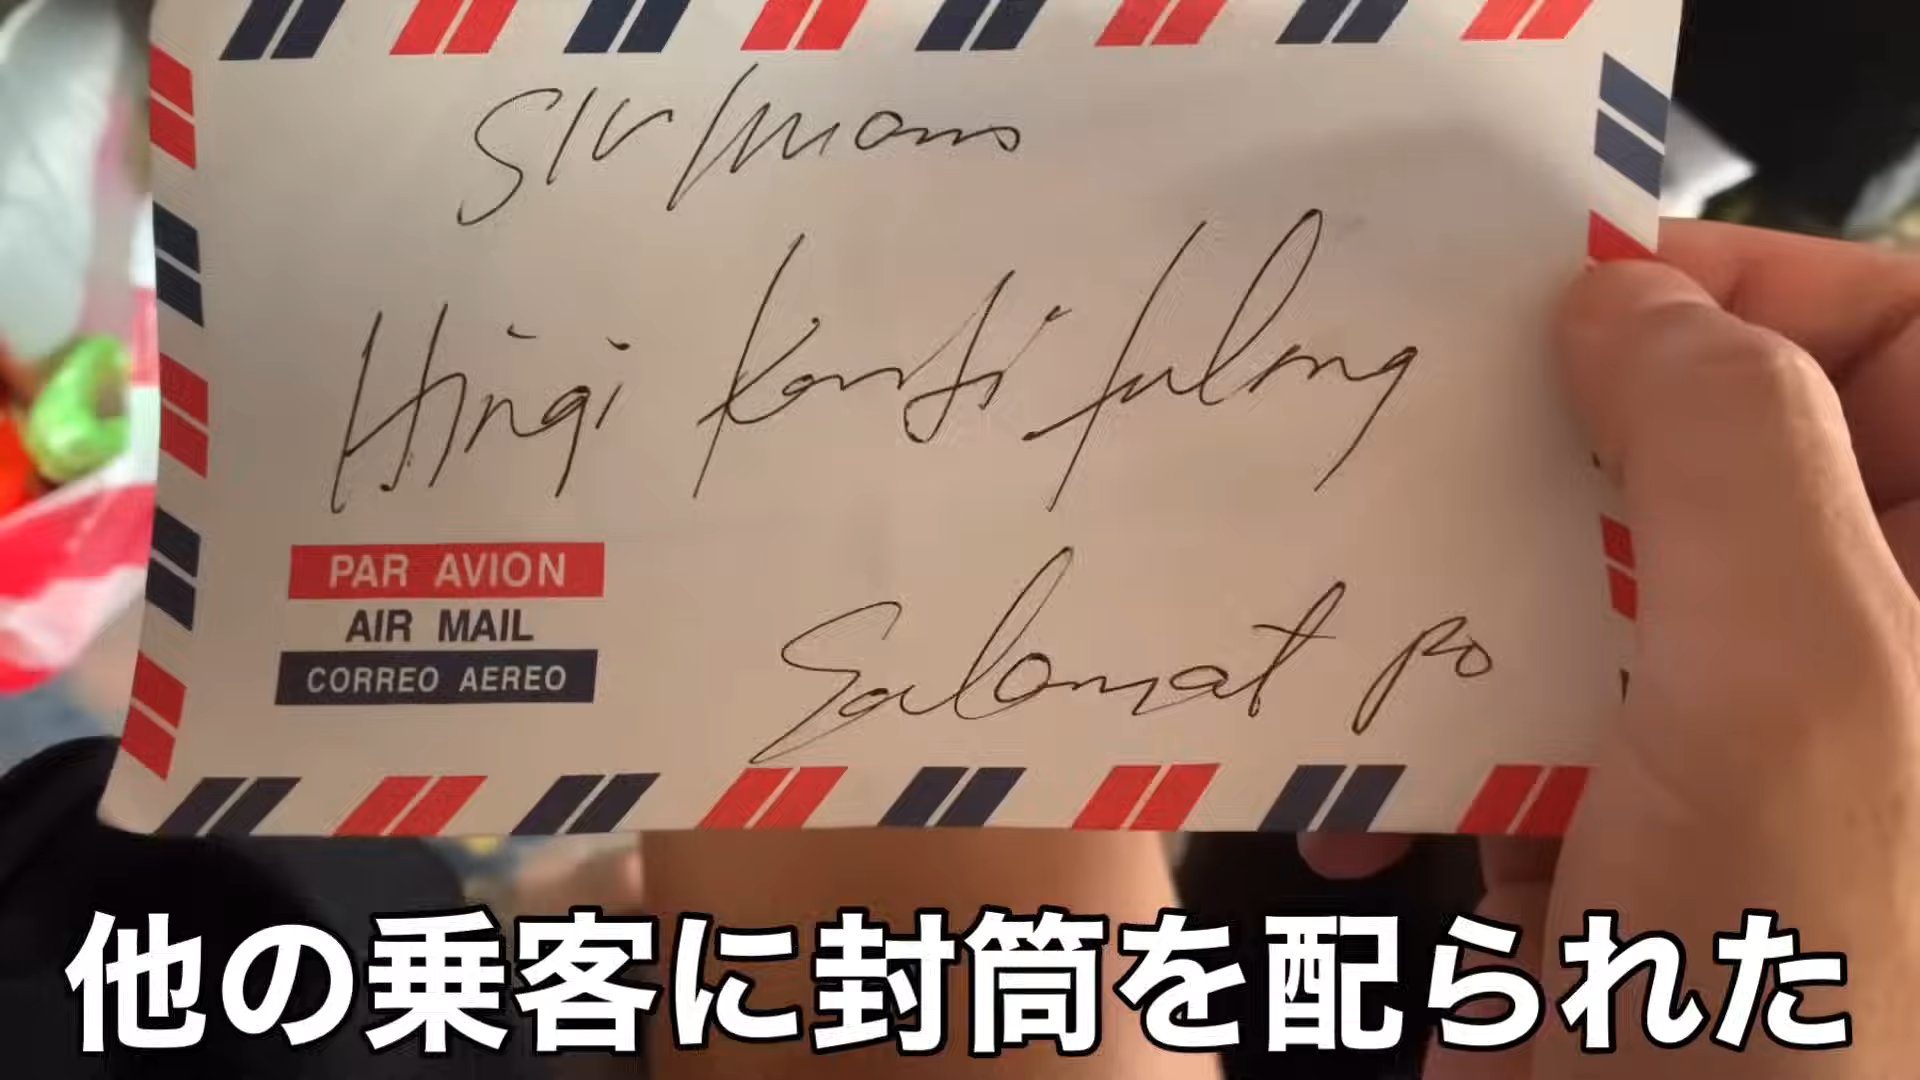 Sir/mam
Hingi konti tulong
PAR AVION
AIR MAIL
CORREO AEREO
Salamat po
他の乗客に封筒を配られた